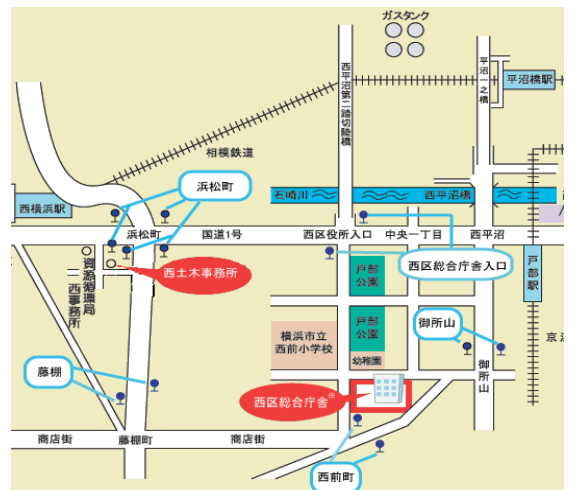 ガスタンク
平沼橋駅
西平沼第二踏切陸橋
平沼一之橋
相模鉄道
浜松町
石崎川
西平沼橋
西横浜駅
浜松町
国道1号
西区役所入口
中央一丁目
西平沼
西土木事務所
西区総合庁舎入口
戸部駅
資源循環局
西事務所
戸部
公園
戸部
公園
御所山
京浜
横浜市立
西前小学校
幼稚園
藤棚
御所山
西区総合庁舎※
商店街
藤棚町
商店街
西前町